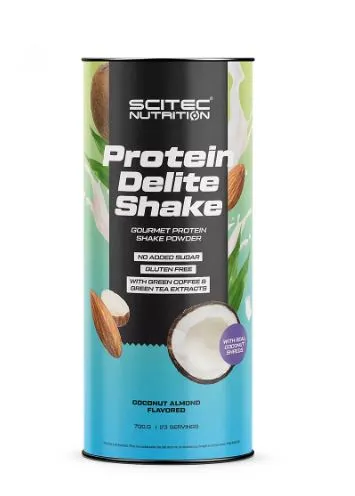 SCITEC
NUTRITION
Protein
Delite
Shake
GOURMET PROTEIN
SHAKE POWDER
NO ADDED SUGAR
GLUTEN FREE
WITH GREEN COFFEE &
GREEN TEA EXTRACTS
WITH REAL
COCONUT
SHREDS
COCONUT ALMOND
FLAVORED
700 G | 23 SERVINGS